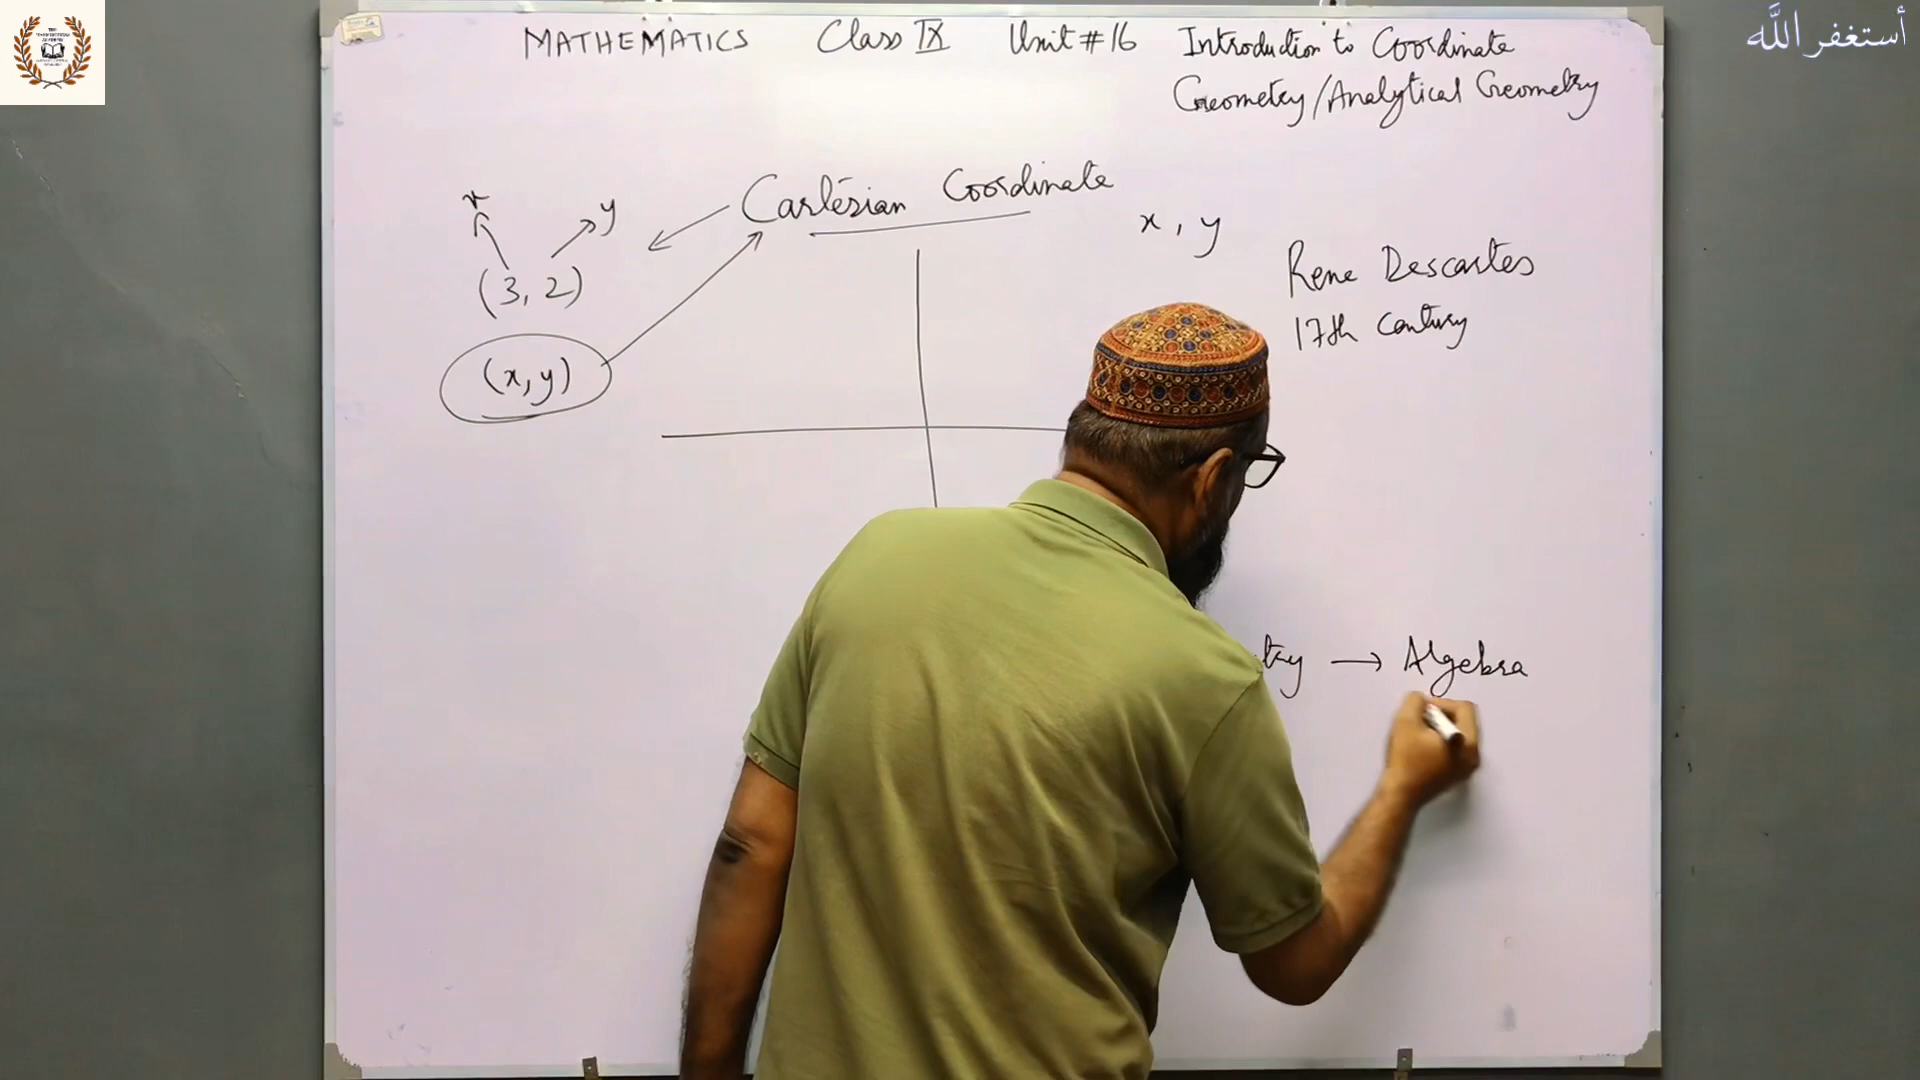 MATHEMATICS Class IX Unit # 16 Introduction to Coordinate
Geometry/Analytical Geometry
أستغفر الله
Cartesian Coordinate
x y
(3, 2)
(x, y)
x, y
Rene Descartes
17th Century
try → Algebra